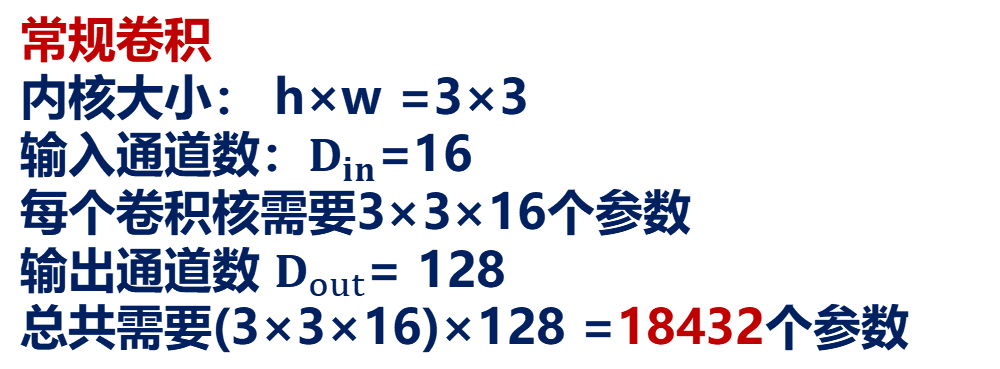 常规卷积
内核大小： h×w =3×3
输入通道数：D_in=16
每个卷积核需要3×3×16个参数
输出通道数 D_out= 128
总共需要(3×3×16)×128 =18432个参数